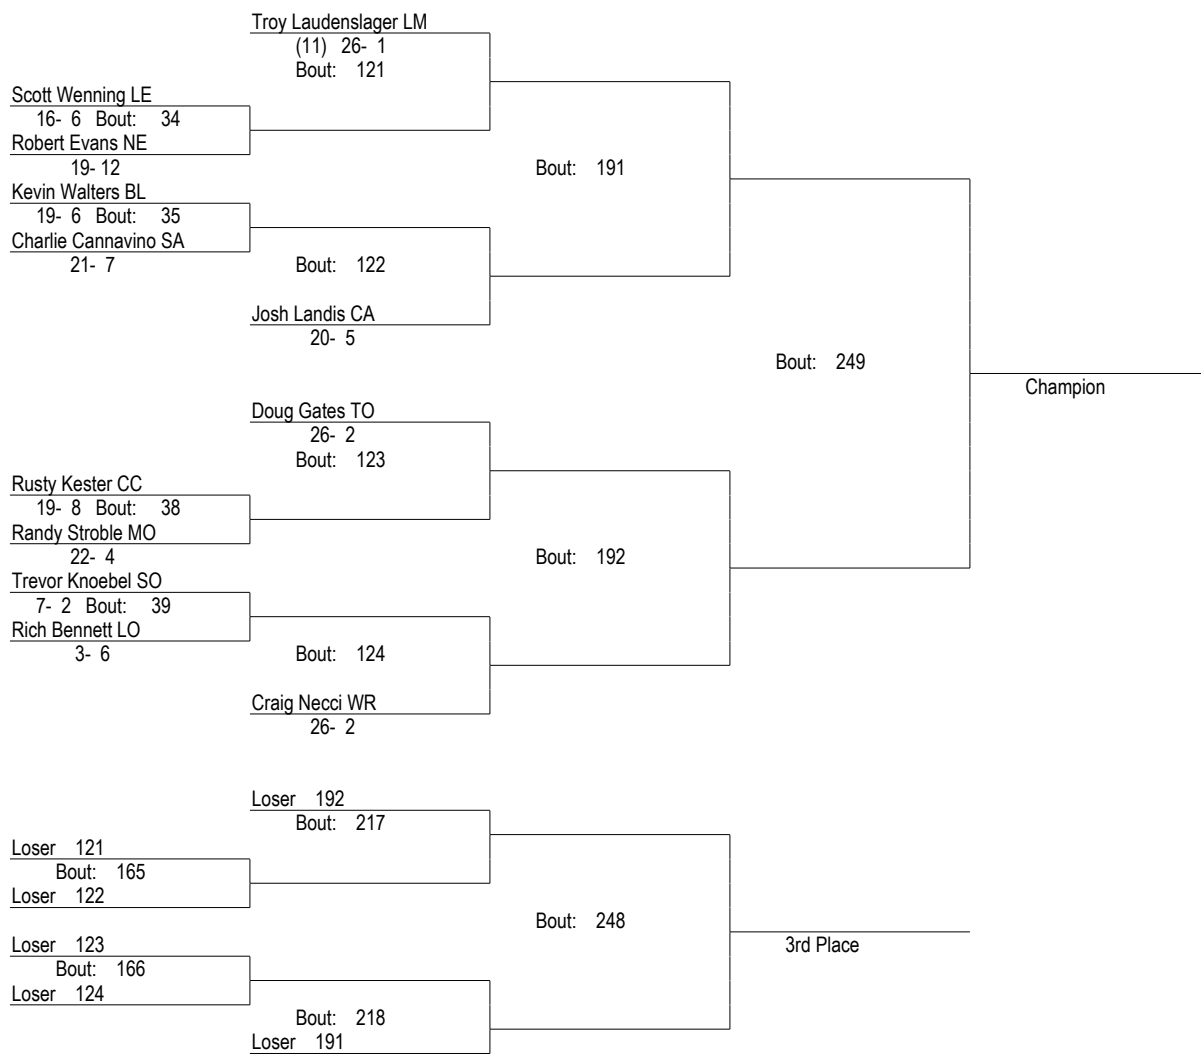 Troy Laudenslager LM
(11) 26- 1
Bout: 121
Scott Wenning LE
16- 6 Bout: 34
Robert Evans NE
19- 12
Bout: 191
Kevin Walters BL
19- 6 Bout: 35
Charlie Cannavino SA
21- 7
Bout: 122
Josh Landis CA
20- 5
Bout: 249
Champion
Doug Gates TO
26- 2
Bout: 123
Rusty Kester CC
19- 8 Bout: 38
Randy Stroble MO
22- 4
Bout: 192
Trevor Knoebel SO
7- 2 Bout: 39
Rich Bennett LO
3- 6
Bout: 124
Craig Necci WR
26- 2
Loser 192
Bout: 217
Loser 121
Bout: 165
Loser 122
Bout: 248
Loser 123
3rd Place
Bout: 166
Loser 124
Bout: 218
Loser 191